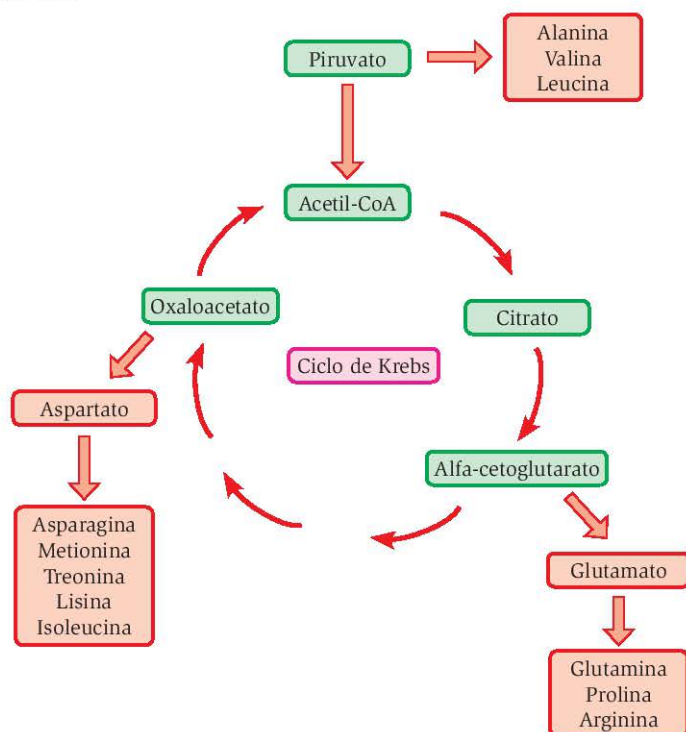 Piruvato
Alanina
Valina
Leucina
Acetil-CoA
Oxaloacetato
Citrato
Ciclo de Krebs
Aspartato
Alfa-cetoglutarato
Asparagina
Metionina
Treonina
Lisina
Isoleucina
Glutamato
Glutamina
Prolina
Arginina